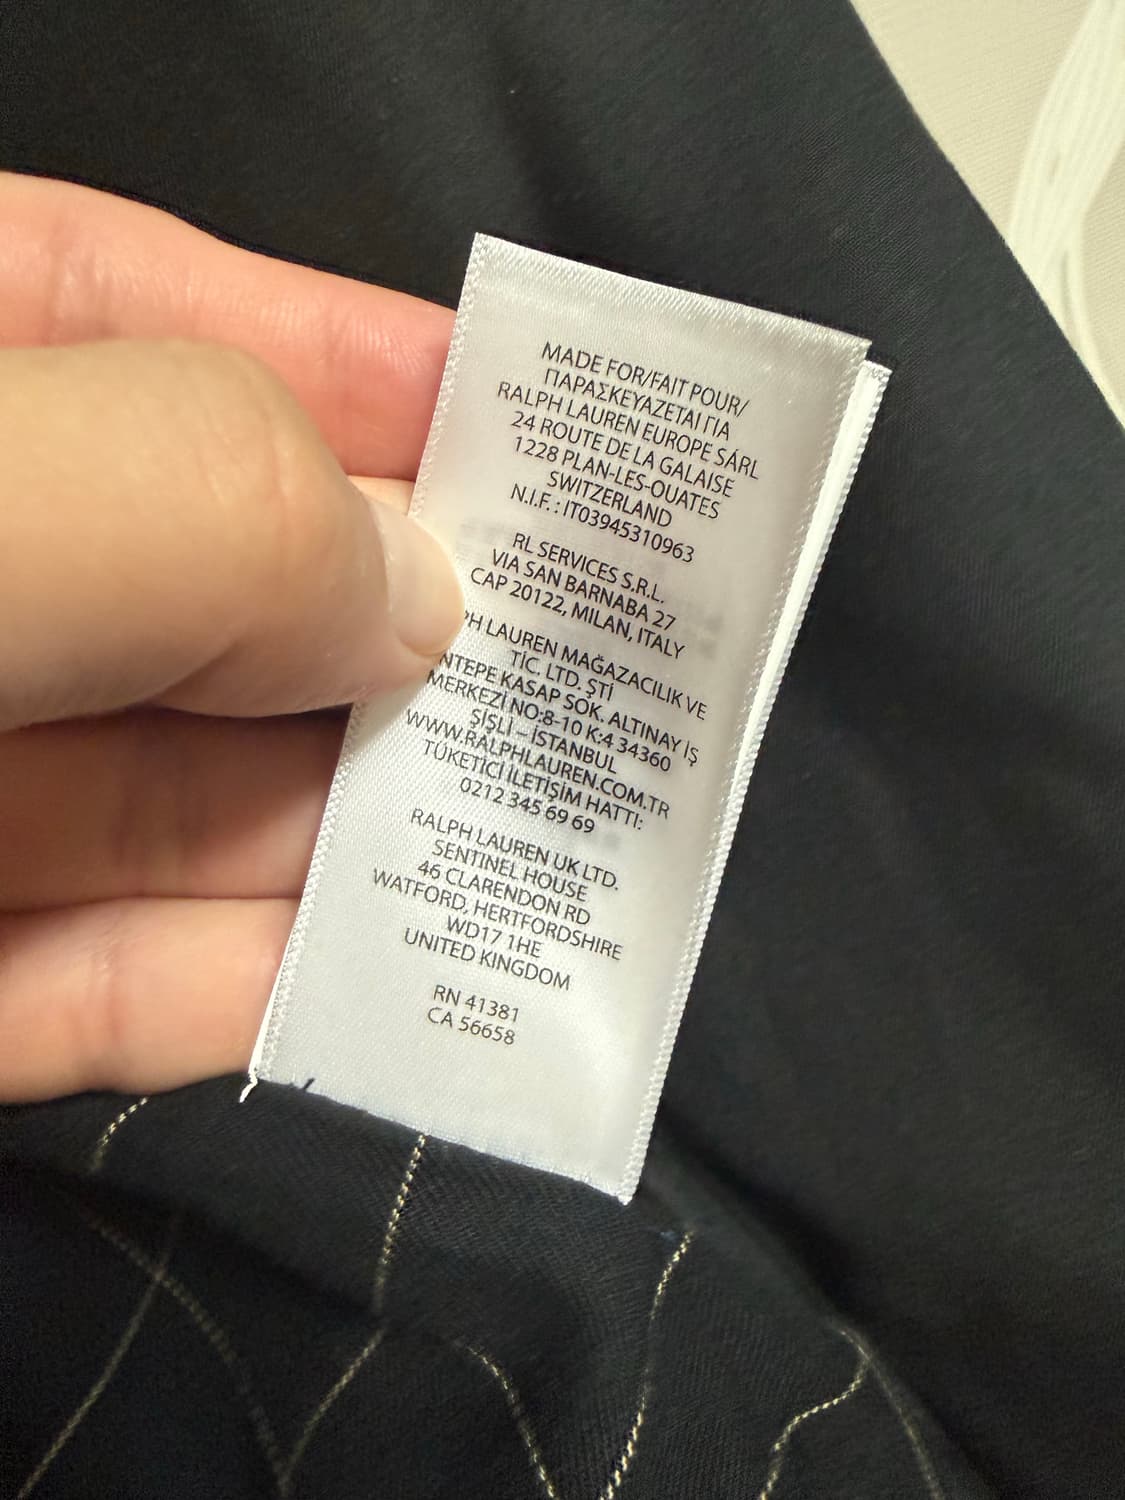 MADE FOR/FAIT POUR/
ΠΑΡΑΣΚΕΥΑΖΕΤΑΙ ΓΙΑ
RALPH LAUREN EUROPE SÁRL
24 ROUTE DE LA GALAISE
1228 PLAN-LES-OUATES
SWITZERLAND
N.I.F. : IT03945310963
RL SERVICES S.R.L.
VIA SAN BARNABA 27
CAP 20122, MILAN, ITALY
PH LAUREN MAĞAZACILIK VE
TİC. LTD. ŞTİ
NTEPE KASAP SOK. ALTINAY İŞ
MERKEZİ NO:8-10 K:4 34360
ŞİŞLİ – İSTANBUL
WWW.RALPHLAUREN.COM.TR
TÜKETİCİ İLETİŞİM HATTI:
0212 345 69 69
RALPH LAUREN UK LTD.
SENTINEL HOUSE
46 CLARENDON RD
WATFORD, HERTFORDSHIRE
WD17 1HE
UNITED KINGDOM
RN 41381
CA 56658